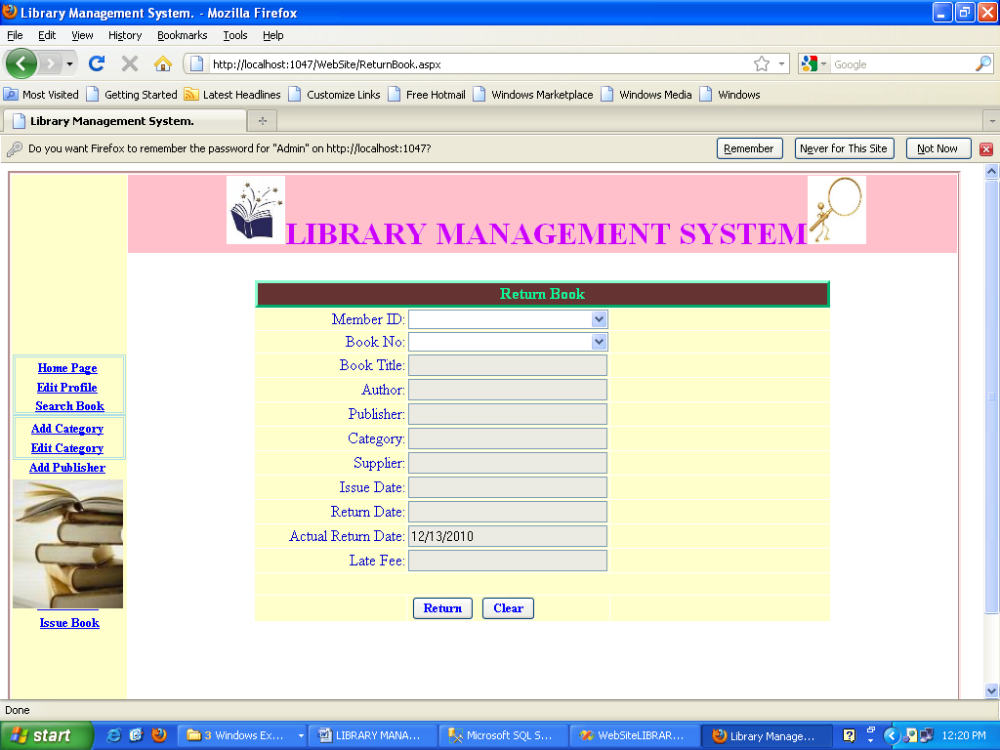 Library Management System. - Mozilla Firefox
File Edit View History Bookmarks Tools Help
http://localhost:1047/WebSite/ReturnBook.aspx
Google
Most Visited Getting Started Latest Headlines Customize Links Free Hotmail Windows Marketplace Windows Media Windows
Library Management System.
Do you want Firefox to remember the password for "Admin" on http://localhost:1047?
Remember Never for This Site Not Now
LIBRARY MANAGEMENT SYSTEM
Home Page
Edit Profile
Search Book
Add Category
Edit Category
Add Publisher
Issue Book
Return Book
Member ID:
Book No:
Book Title:
Author:
Publisher:
Category:
Supplier:
Issue Date:
Return Date:
Actual Return Date: 12/13/2010
Late Fee:
Return Clear
Done
start
3 Windows Ex...
LIBRARY MANA...
Microsoft SQL S...
WebSiteLIBRAR...
Library Manage...
12:20 PM